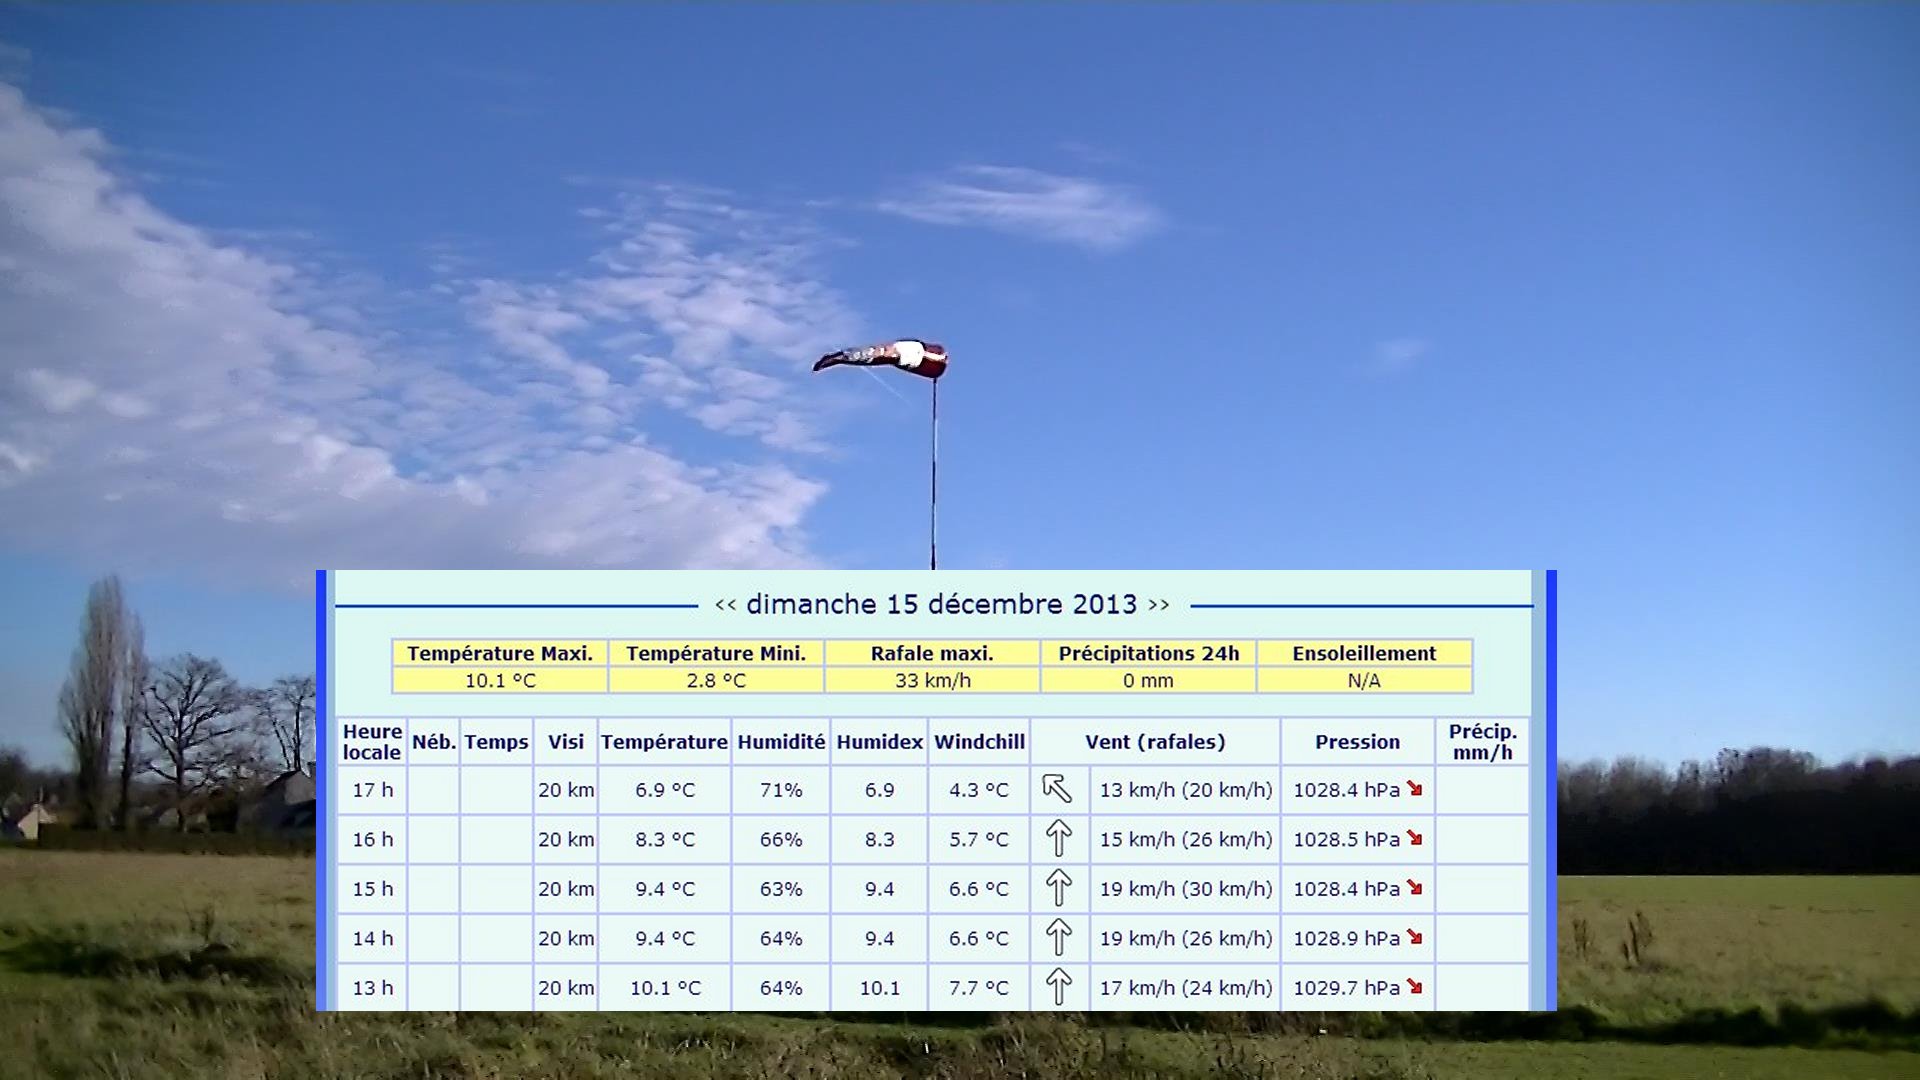 << dimanche 15 décembre 2013 >>
Température Maxi. Température Mini. Rafale maxi. Précipitations 24h Ensoleillement
10.1 °C 2.8 °C 33 km/h 0 mm N/A
Heure locale Néb. Temps Visi Température Humidité Humidex Windchill Vent (rafales) Pression Précip. mm/h
17 h 20 km 6.9 °C 71% 6.9 4.3 °C 13 km/h (20 km/h) 1028.4 hPa
16 h 20 km 8.3 °C 66% 8.3 5.7 °C 15 km/h (26 km/h) 1028.5 hPa
15 h 20 km 9.4 °C 63% 9.4 6.6 °C 19 km/h (30 km/h) 1028.4 hPa
14 h 20 km 9.4 °C 64% 9.4 6.6 °C 19 km/h (26 km/h) 1028.9 hPa
13 h 20 km 10.1 °C 64% 10.1 7.7 °C 17 km/h (24 km/h) 1029.7 hPa